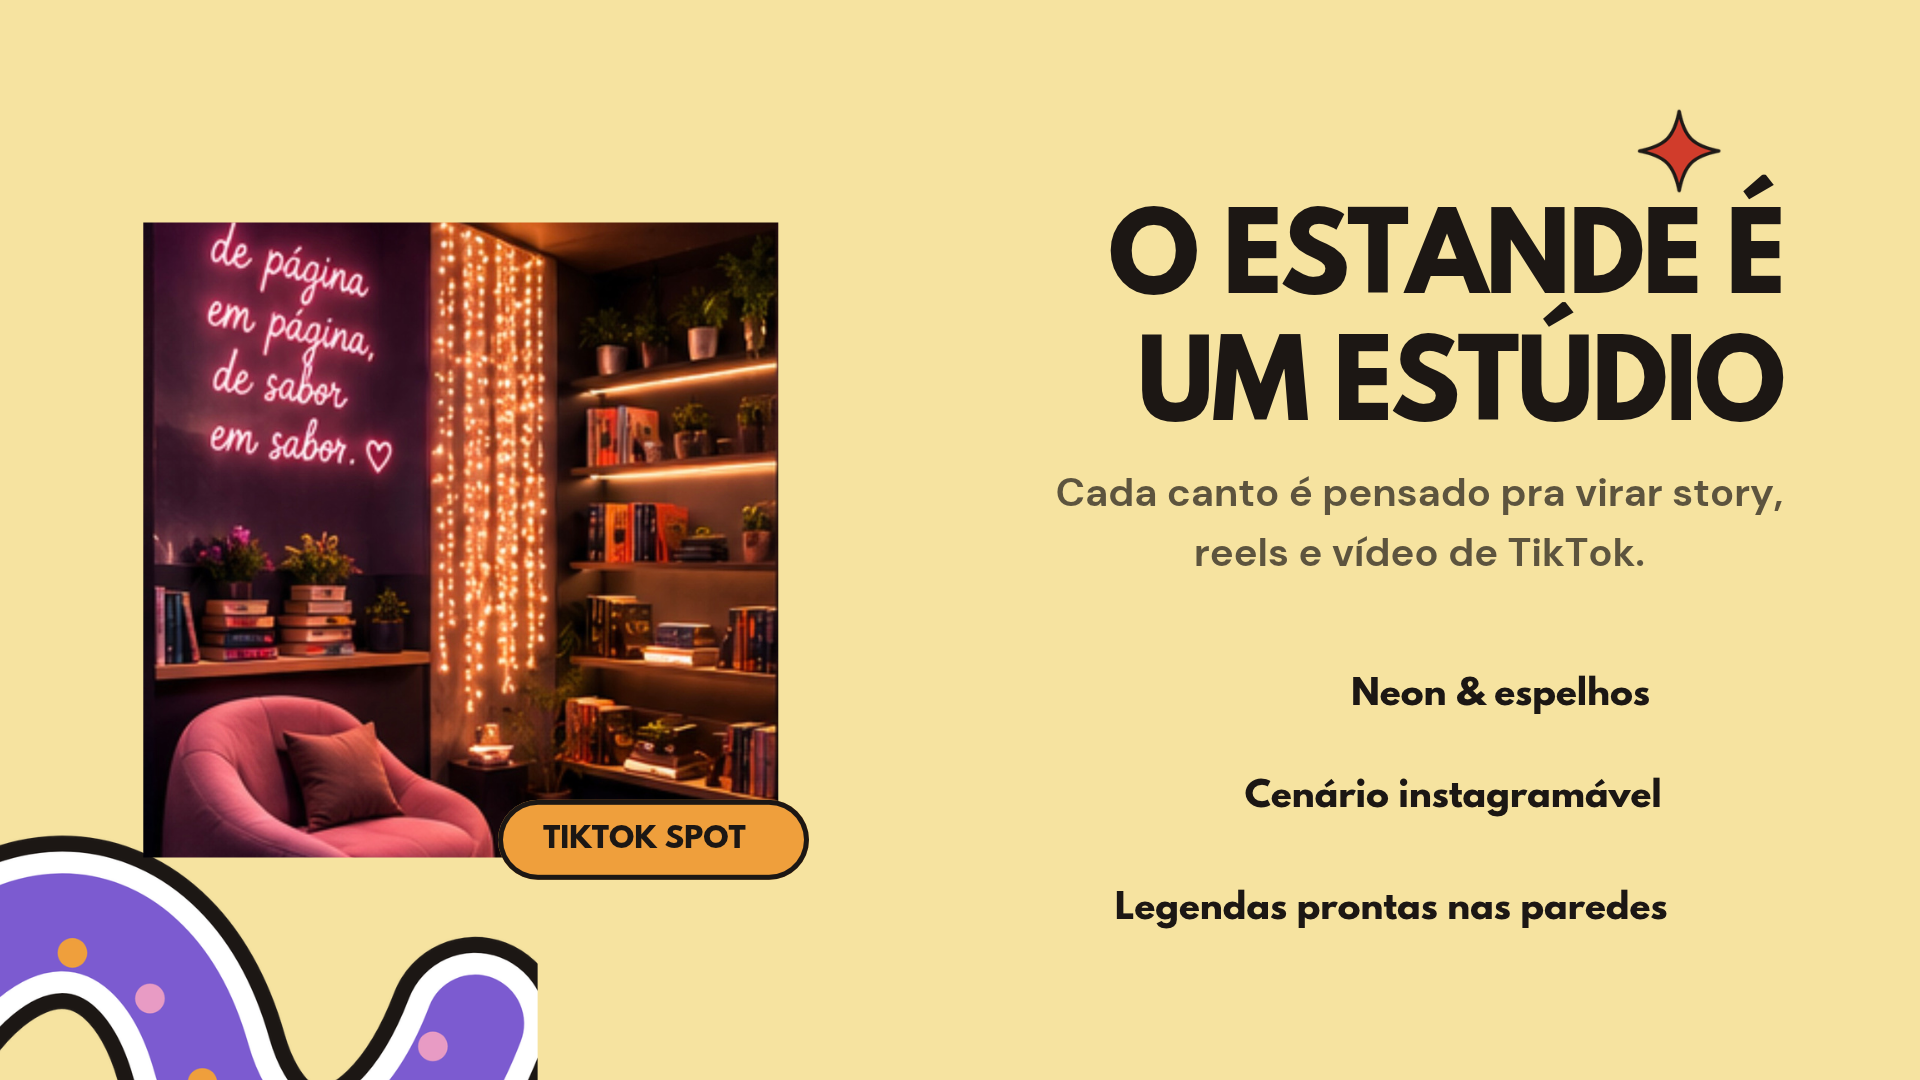 de página
em página,
de sabor
em sabor.
TIKTOK SPOT
O ESTANDE É
UM ESTÚDIO
Cada canto é pensado pra virar story,
reels e vídeo de TikTok.
Neon & espelhos
Cenário instagramável
Legendas prontas nas paredes